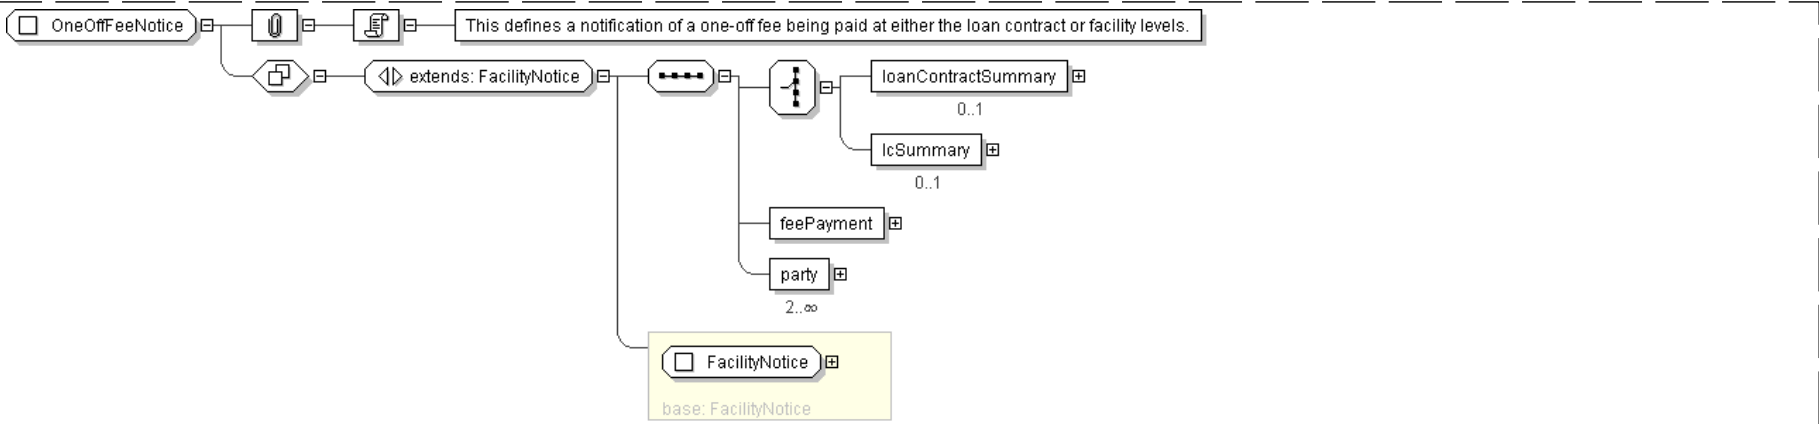 OneOffFeeNotice
This defines a notification of a one-off fee being paid at either the loan contract or facility levels.
extends: FacilityNotice
loanContractSummary
0..1
lcSummary
0..1
feePayment
party
2..∞
FacilityNotice
base: FacilityNotice